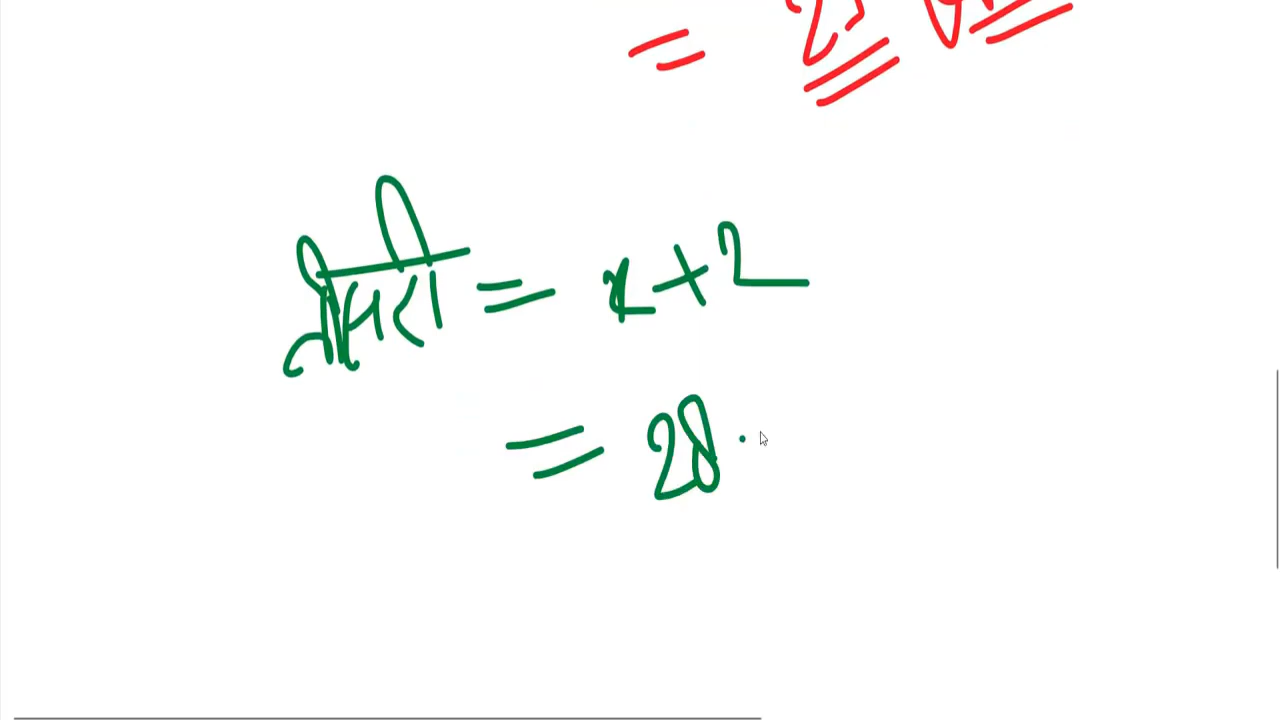 =
तीसरी = x + 2
= 28 .